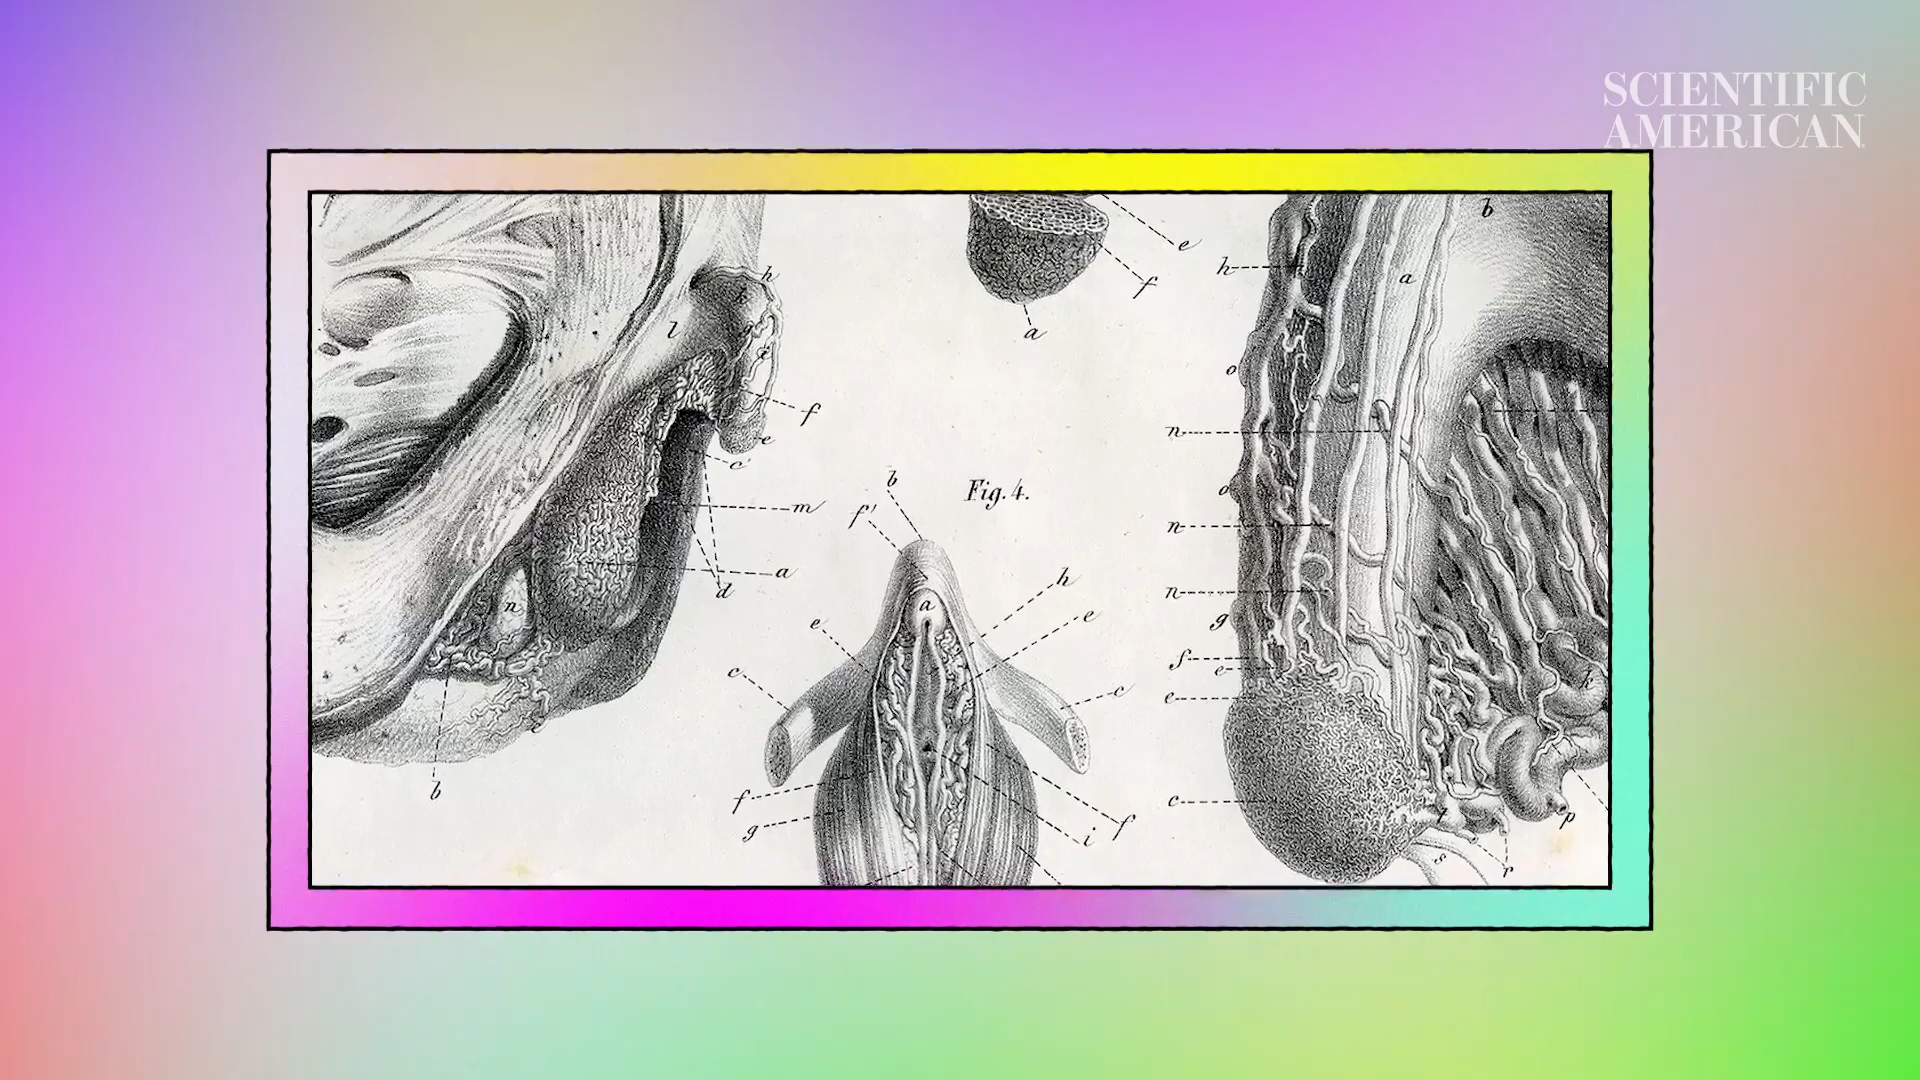 SCIENTIFIC
AMERICAN
b
h
e
f
h
a
a
l
a
o
f
e
n
c'
b
Fig. 4.
o
m
f'
n
a
h
d
n
n
a
e
e
g
f
e
c
c
e
k
b
f
c
g
f
i
p
s
r